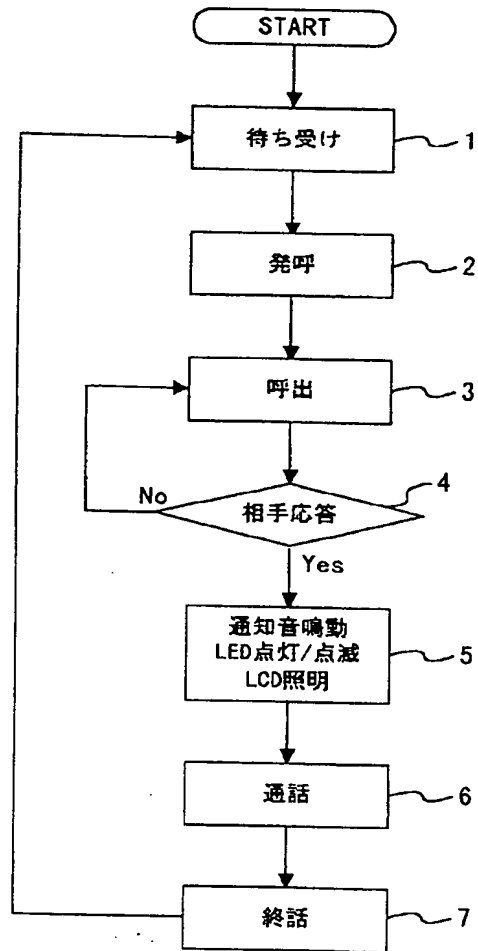 START
待ち受け
1
発呼
2
呼出
3
No
相手応答
4
Yes
通知音鳴動
LED点灯/点滅
LCD照明
5
通話
6
終話
7